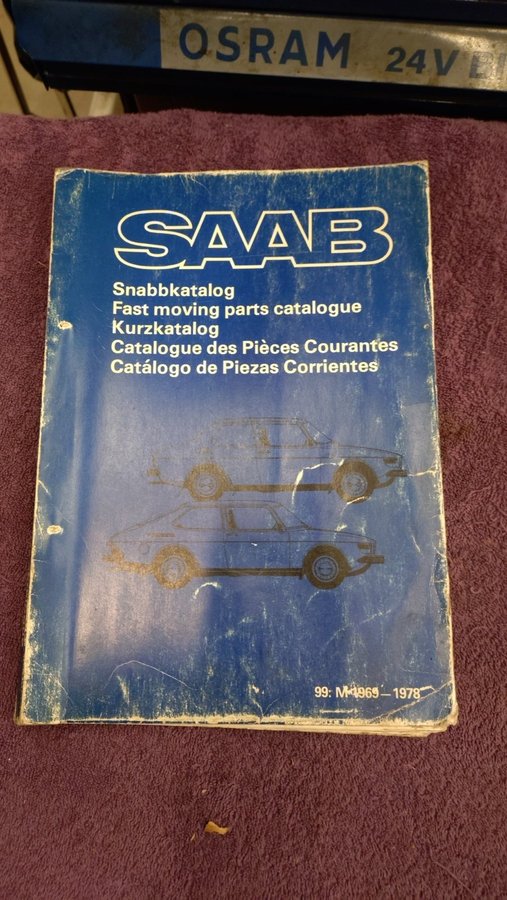 OSRAM 24V
SAAB
Snabbkatalog
Fast moving parts catalogue
Kurzkatalog
Catalogue des Pièces Courantes
Catálogo de Piezas Corrientes
99: M 1969—1978